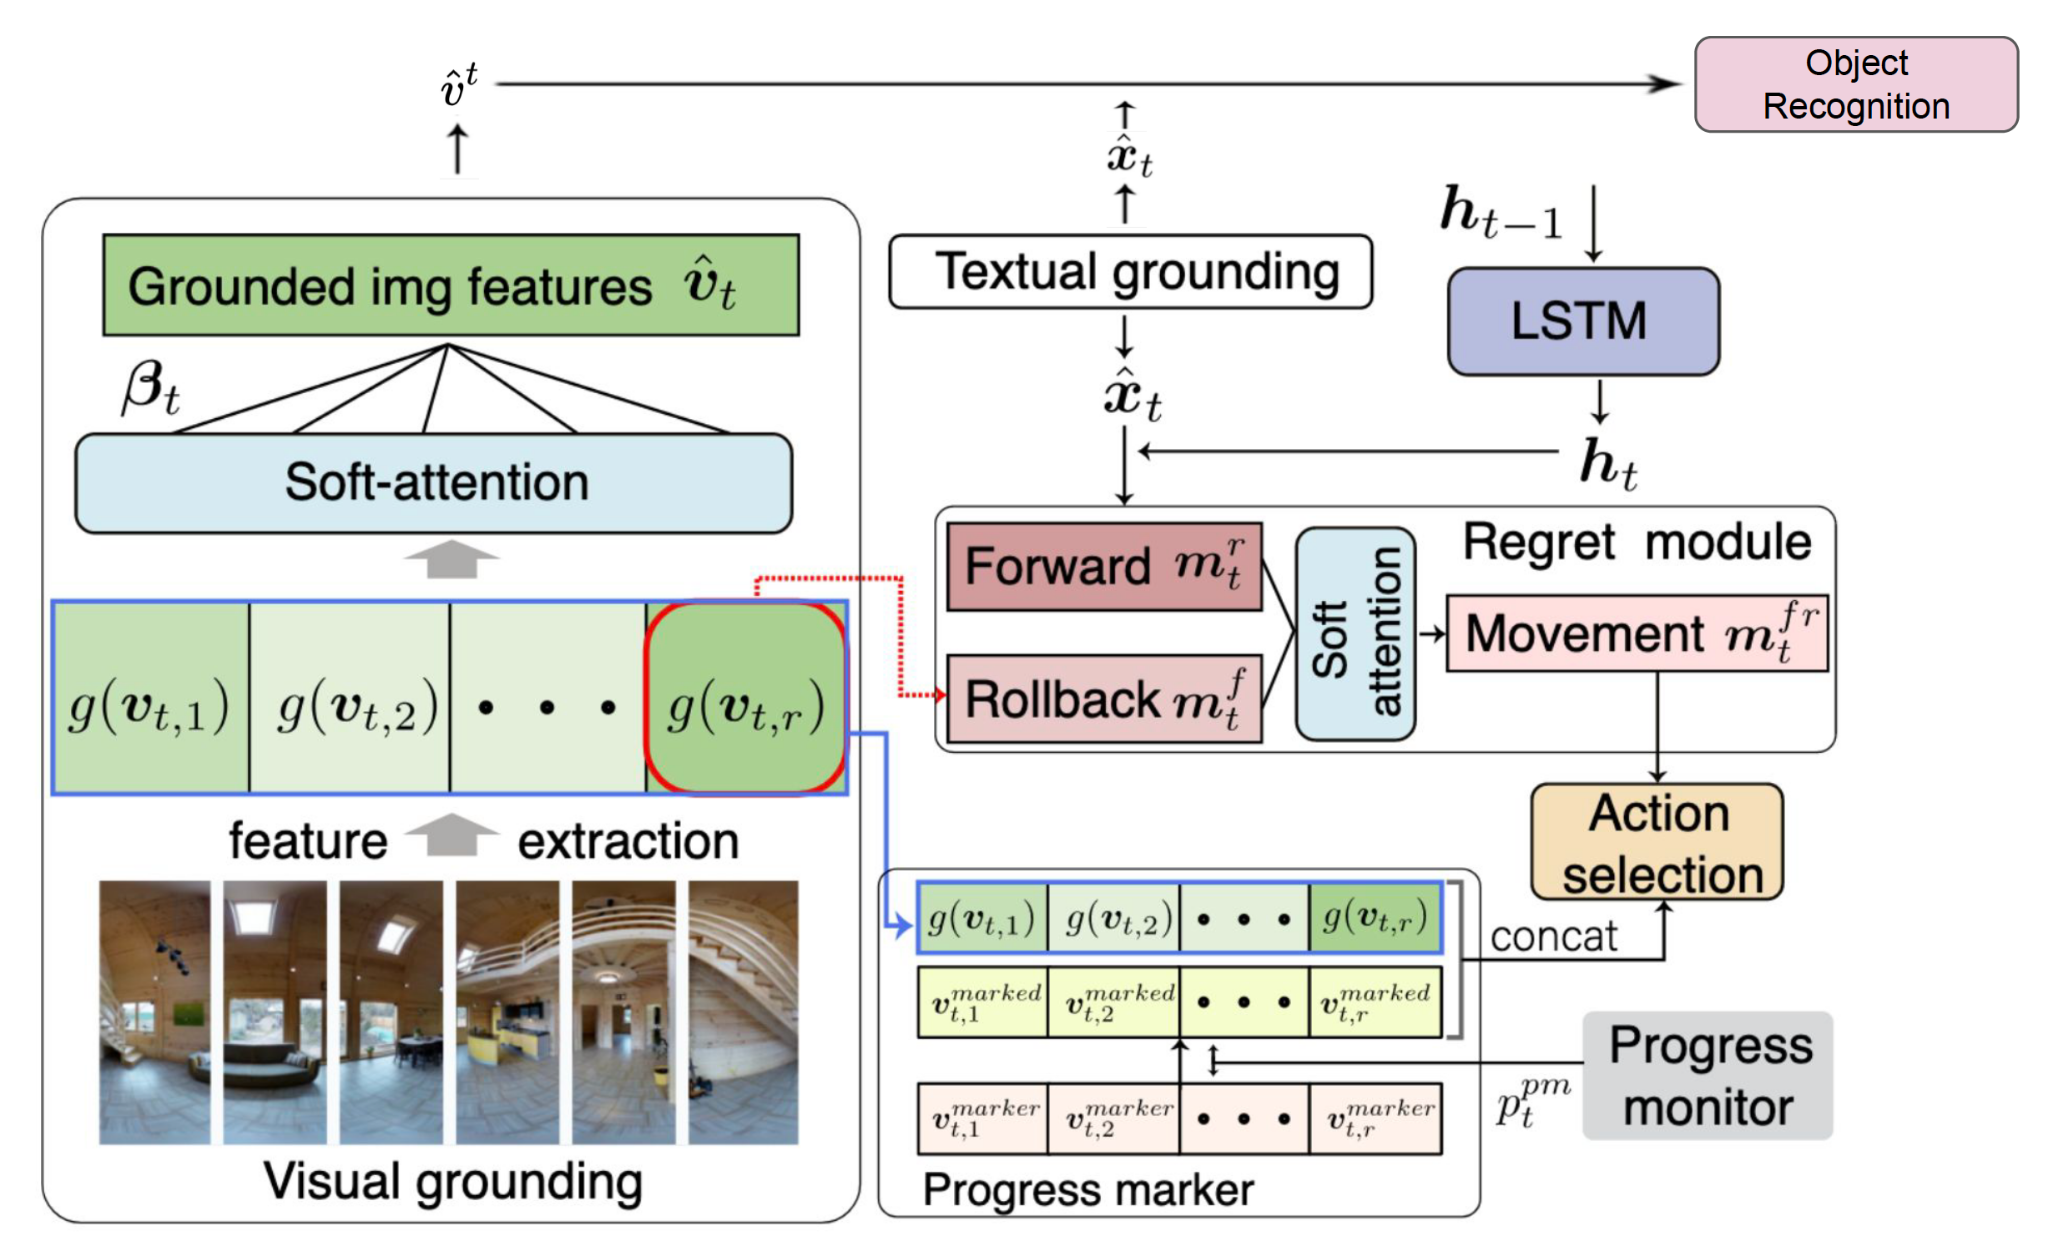 v̂^t
Object
Recognition
x̂_t
h_{t−1}
Grounded img features v̂_t
Textual grounding
LSTM
β_t
x̂_t
h_t
Soft-attention
Regret module
Forward m_t^r
Soft
attention
Movement m_t^{fr}
Rollback m_t^f
g(v_{t,1}) g(v_{t,2}) • • • g(v_{t,r})
feature extraction
Action
selection
g(v_{t,1}) g(v_{t,2}) • • • g(v_{t,r})
concat
v_{t,1}^{marked} v_{t,2}^{marked} • • • v_{t,r}^{marked}
Progress
monitor
p_t^{pm}
v_{t,1}^{marker} v_{t,2}^{marker} • • • v_{t,r}^{marker}
Visual grounding
Progress marker